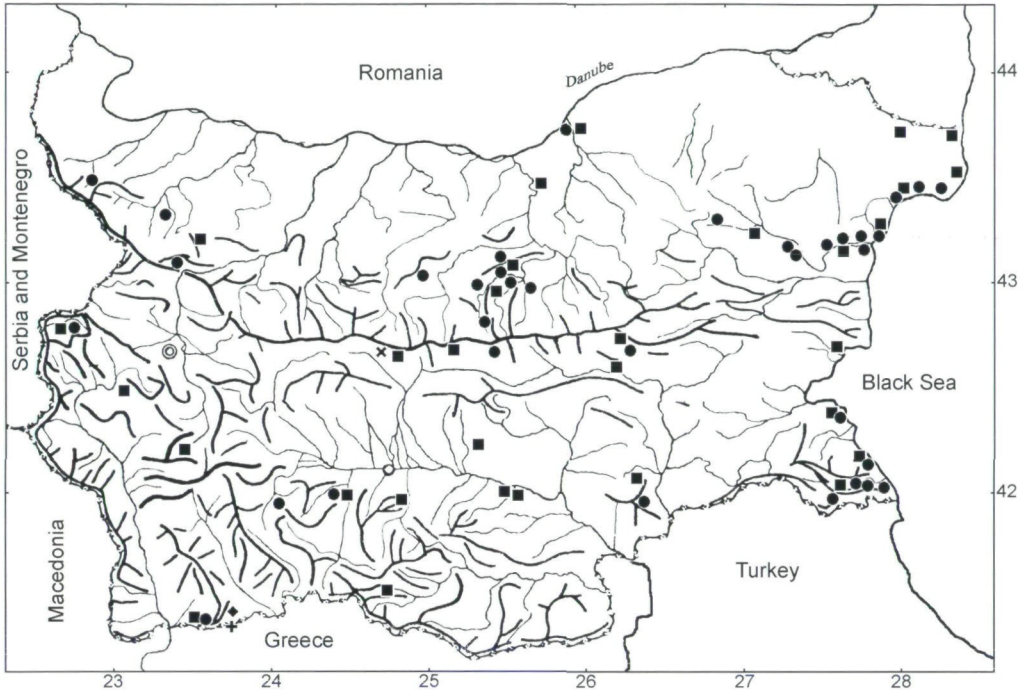 Romania
Danube
44
Serbia and Montenegro
43
Black Sea
42
Macedonia
Turkey
Greece
23 24 25 26 27 28